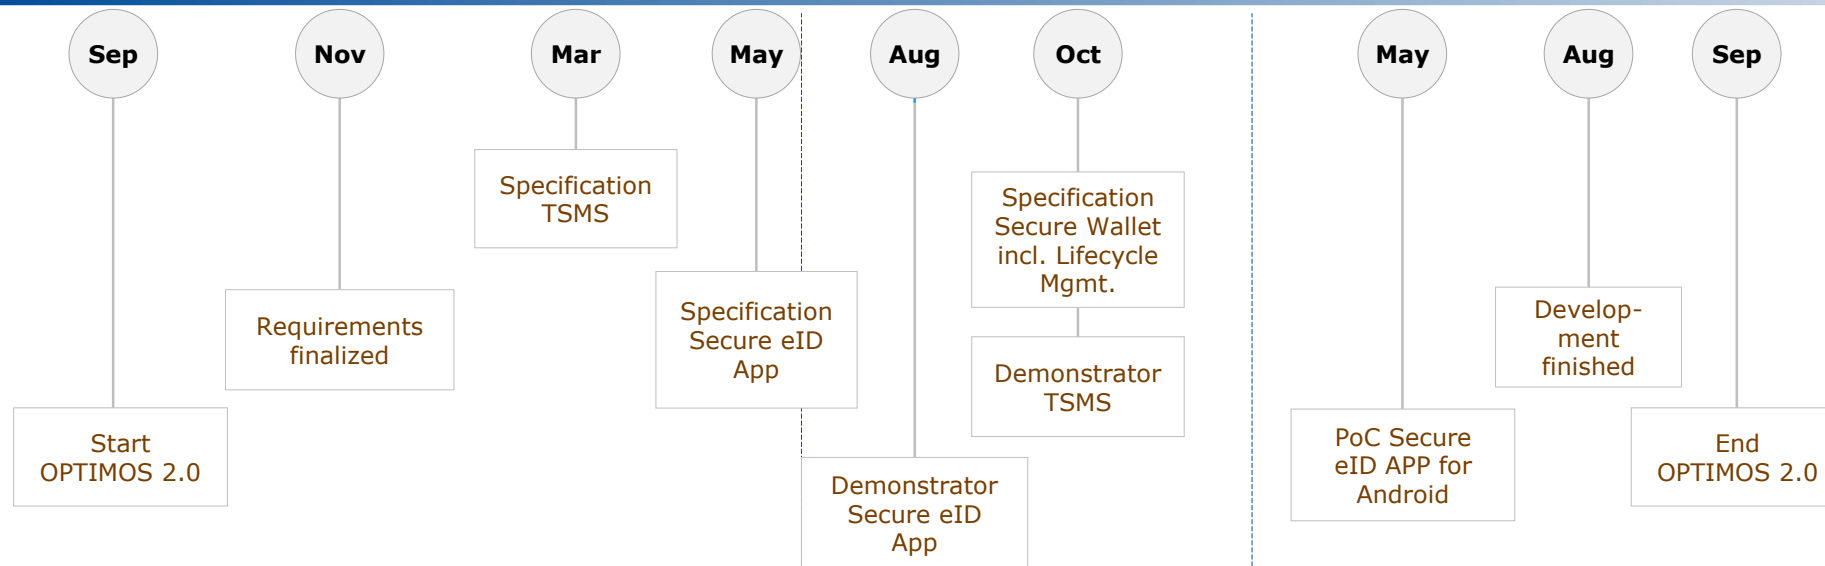 Sep
Nov
Mar
May
Aug
Oct
May
Aug
Sep
Start
OPTIMOS 2.0
Requirements
finalized
Specification
TSMS
Specification
Secure eID
App
Demonstrator
Secure eID
App
Specification
Secure Wallet
incl. Lifecycle
Mgmt.
Demonstrator
TSMS
PoC Secure
eID APP for
Android
Develop-
ment
finished
End
OPTIMOS 2.0